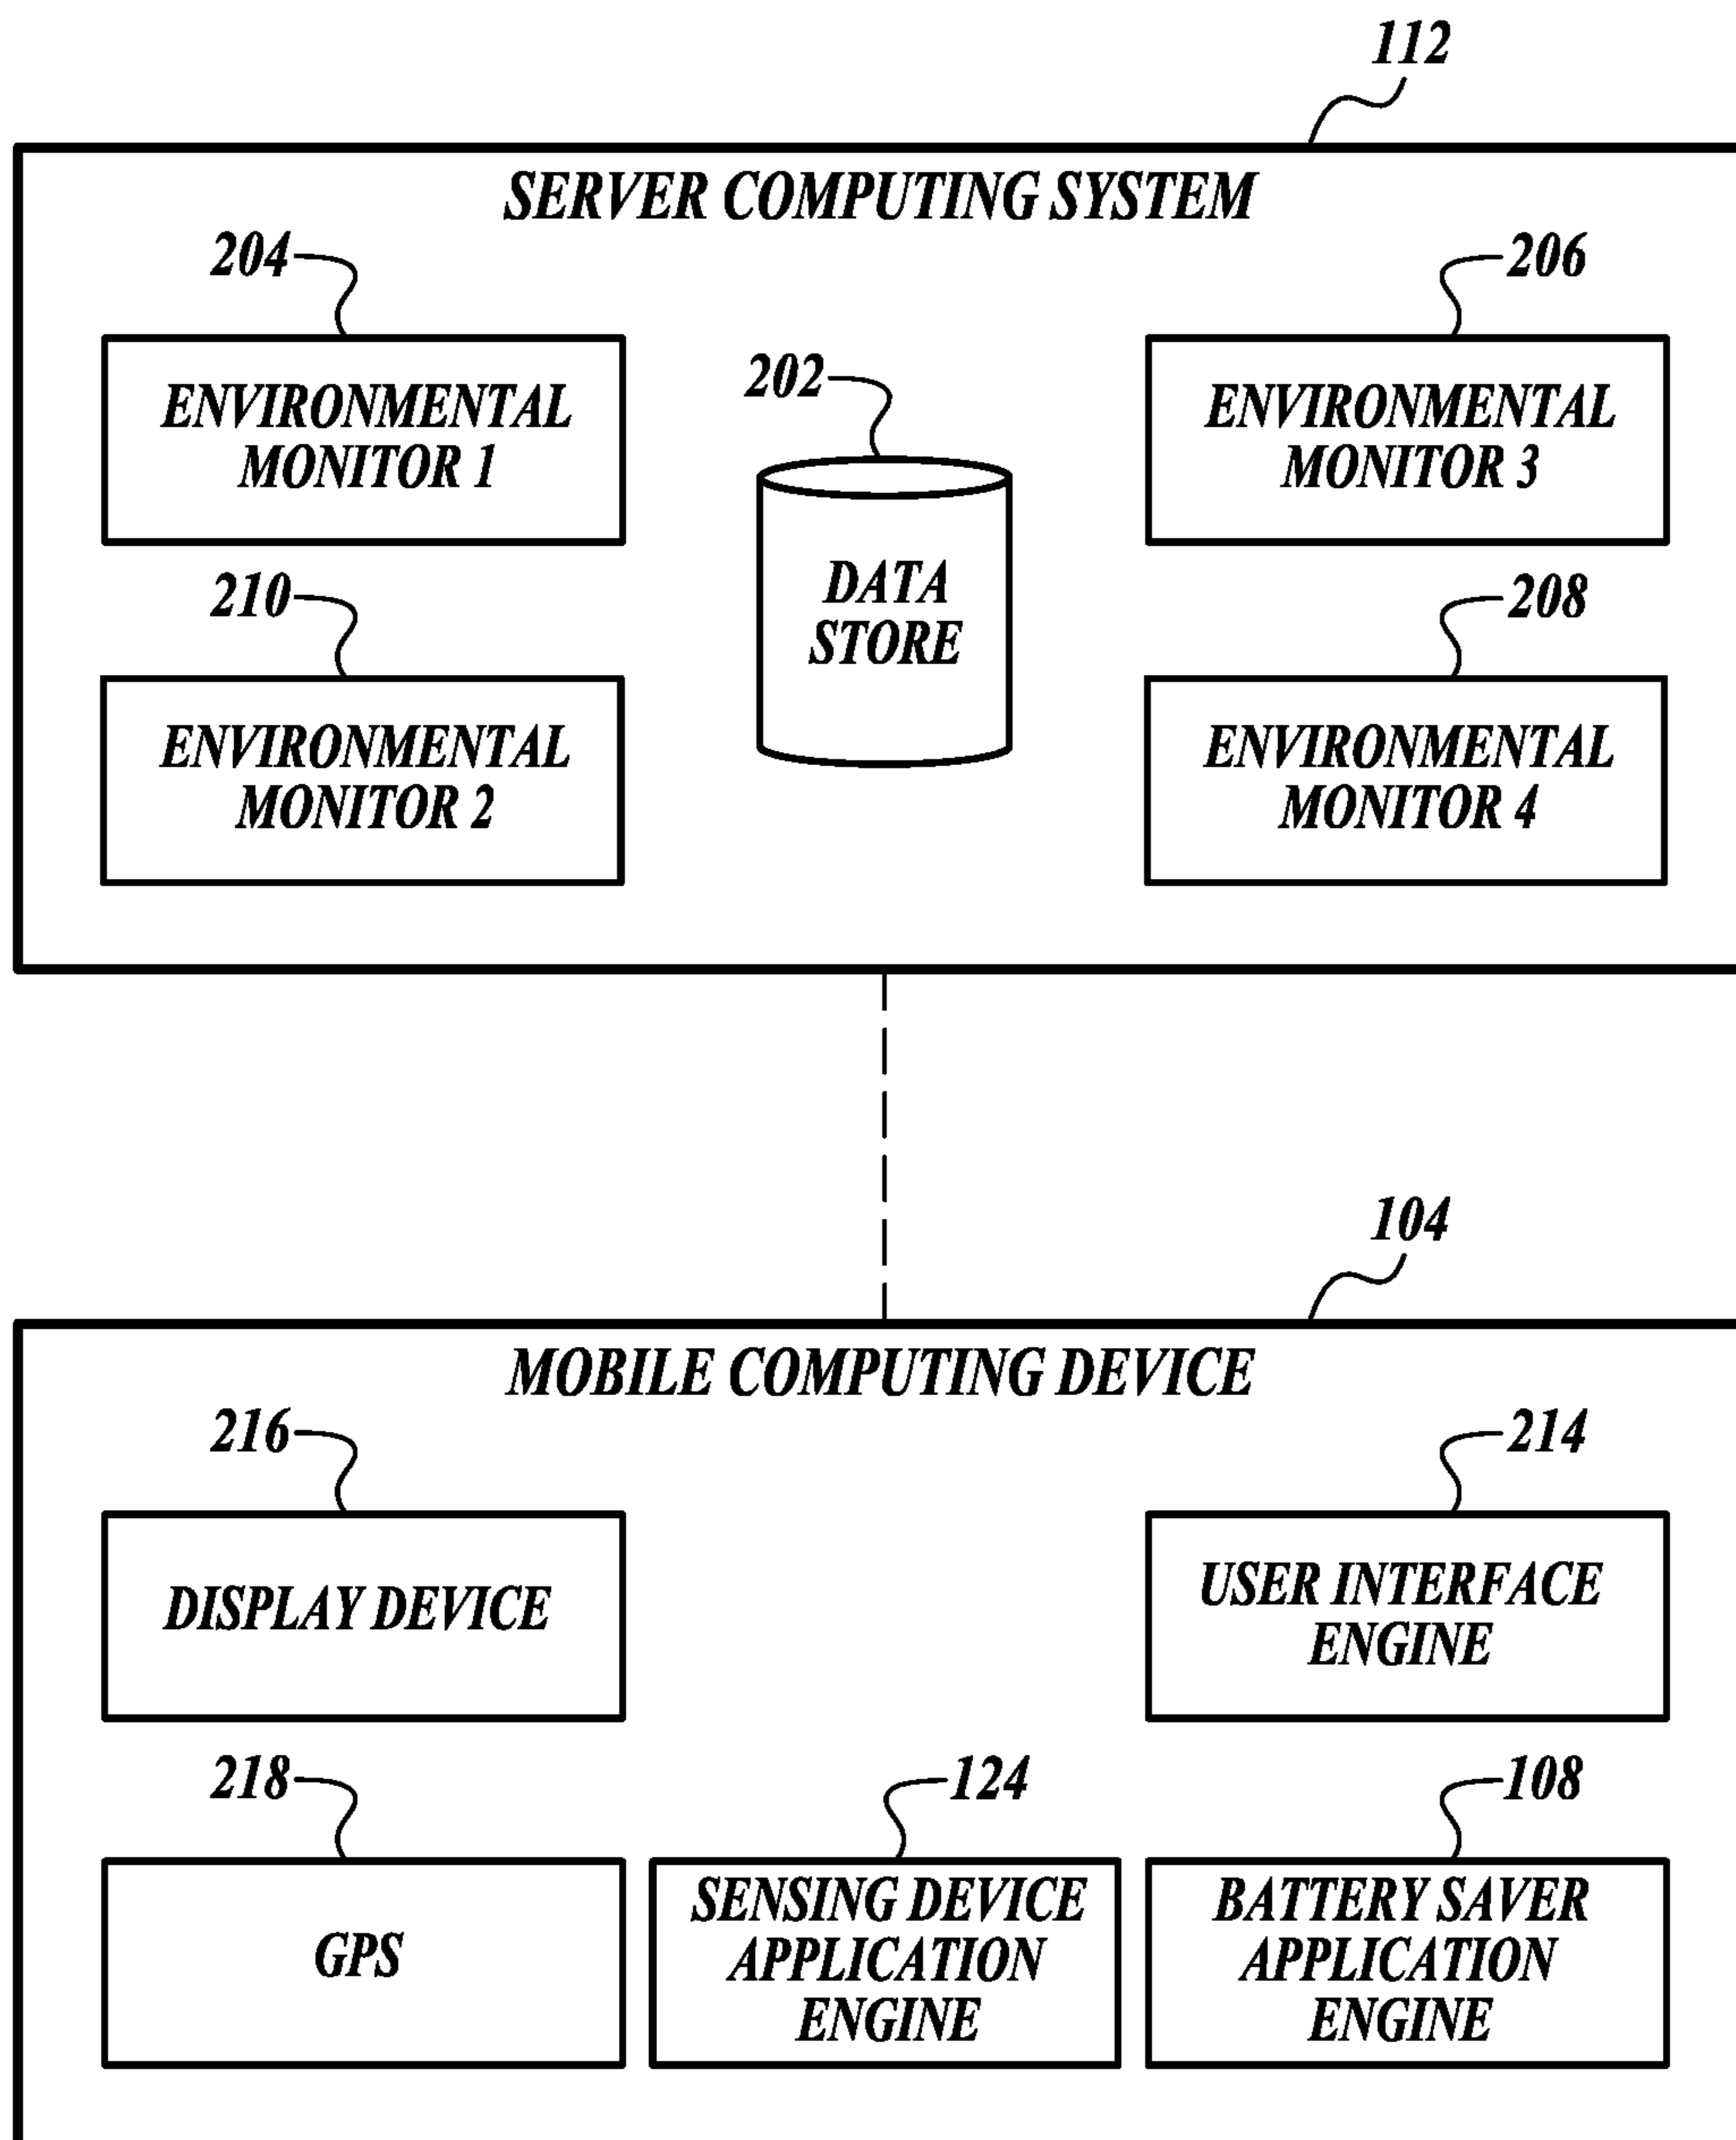 112
SERVER COMPUTING SYSTEM
204
206
202
ENVIRONMENTAL
MONITOR 1
ENVIRONMENTAL
MONITOR 3
DATA
STORE
210
208
ENVIRONMENTAL
MONITOR 2
ENVIRONMENTAL
MONITOR 4
104
MOBILE COMPUTING DEVICE
216
214
DISPLAY DEVICE
USER INTERFACE
ENGINE
218
124
108
GPS
SENSING DEVICE
APPLICATION
ENGINE
BATTERY SAVER
APPLICATION
ENGINE